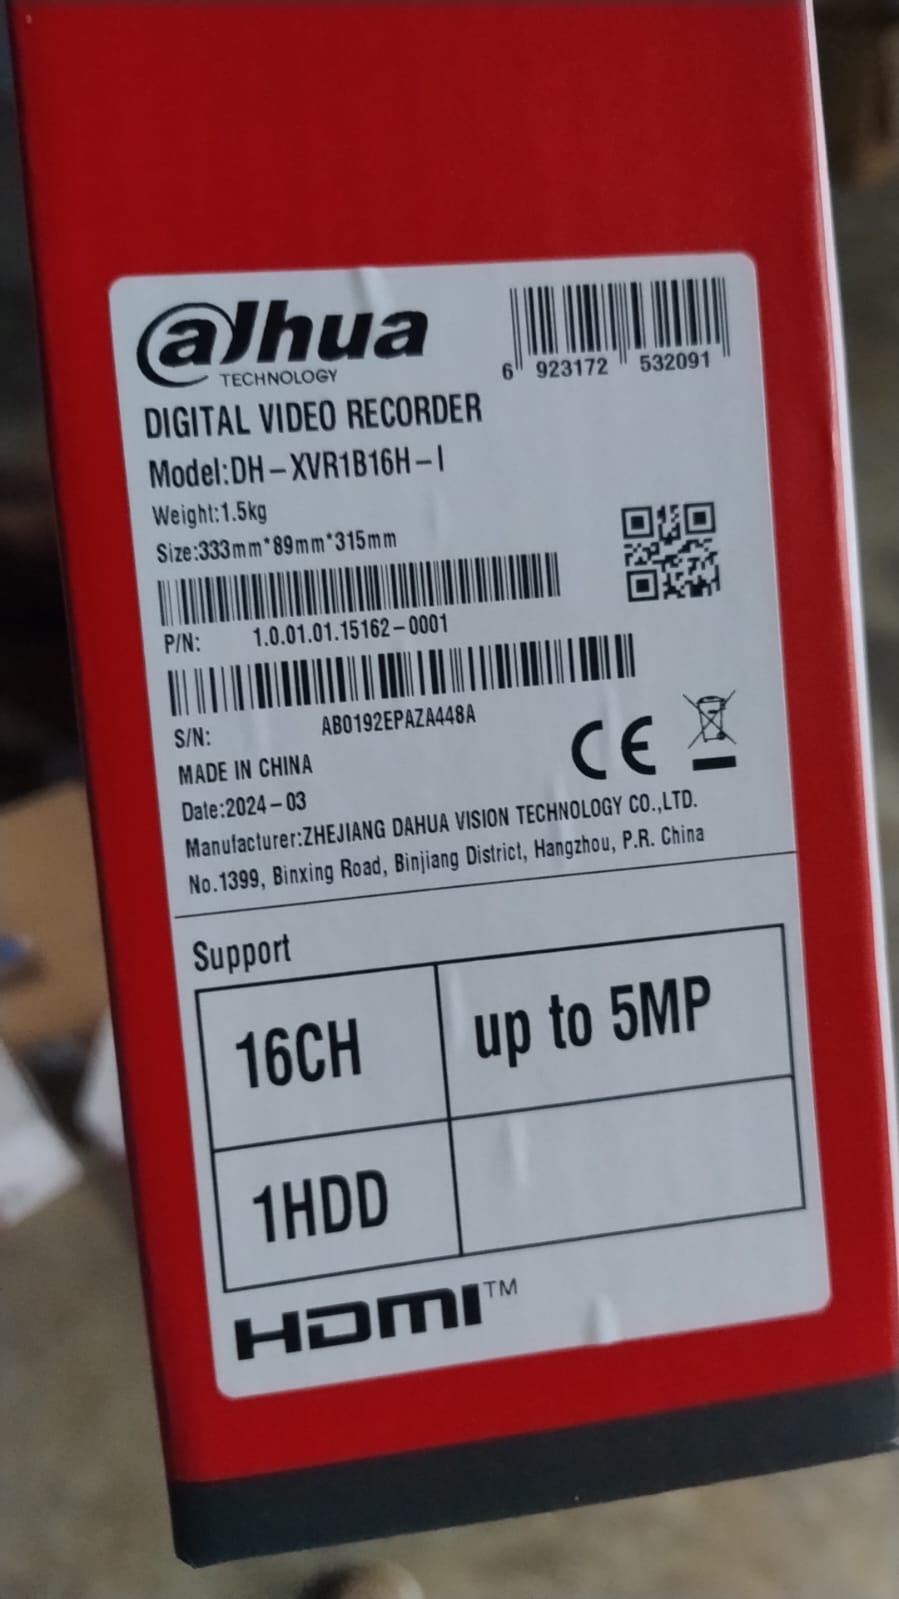 alhua
TECHNOLOGY
6 923172 532091
DIGITAL VIDEO RECORDER
Model:DH-XVR1B16H-I
Weight:1.5kg
Size:333mm*89mm*315mm
P/N: 1.0.01.01.15162-0001
S/N: AB0192EPAZA448A
MADE IN CHINA
CE
Date:2024-03
Manufacturer:ZHEJIANG DAHUA VISION TECHNOLOGY CO.,LTD.
No.1399, Binxing Road, Binjiang District, Hangzhou, P.R. China
Support
16CH up to 5MP
1HDD
HDMI™